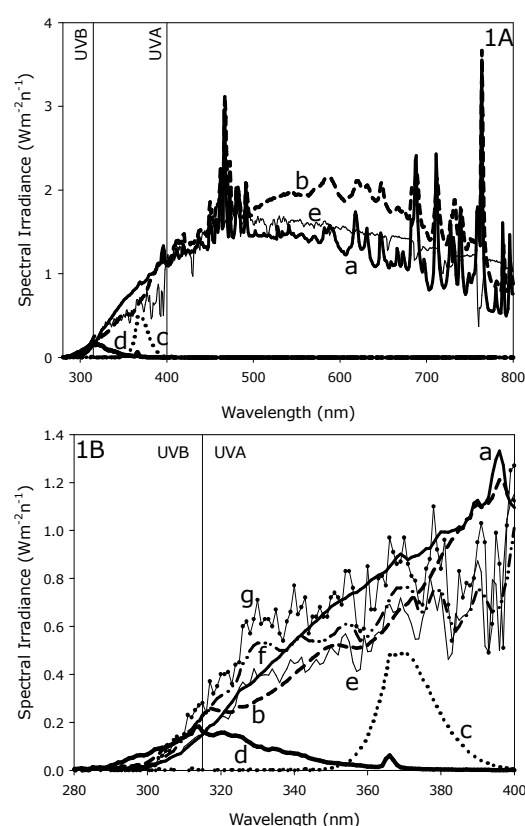 4
3
2
1
0
Spectral Irradiance (Wm-2n-1)
UVB
UVA
1A
b
e
a
d
c
300
400
500
600
700
800
Wavelength (nm)
1.4
1.2
1.0
0.8
0.6
0.4
0.2
0.0
Spectral Irradiance (Wm-2n-1)
1B
UVB
UVA
a
g
f
b
e
c
d
280
300
320
340
360
380
400
Wavelength (nm)